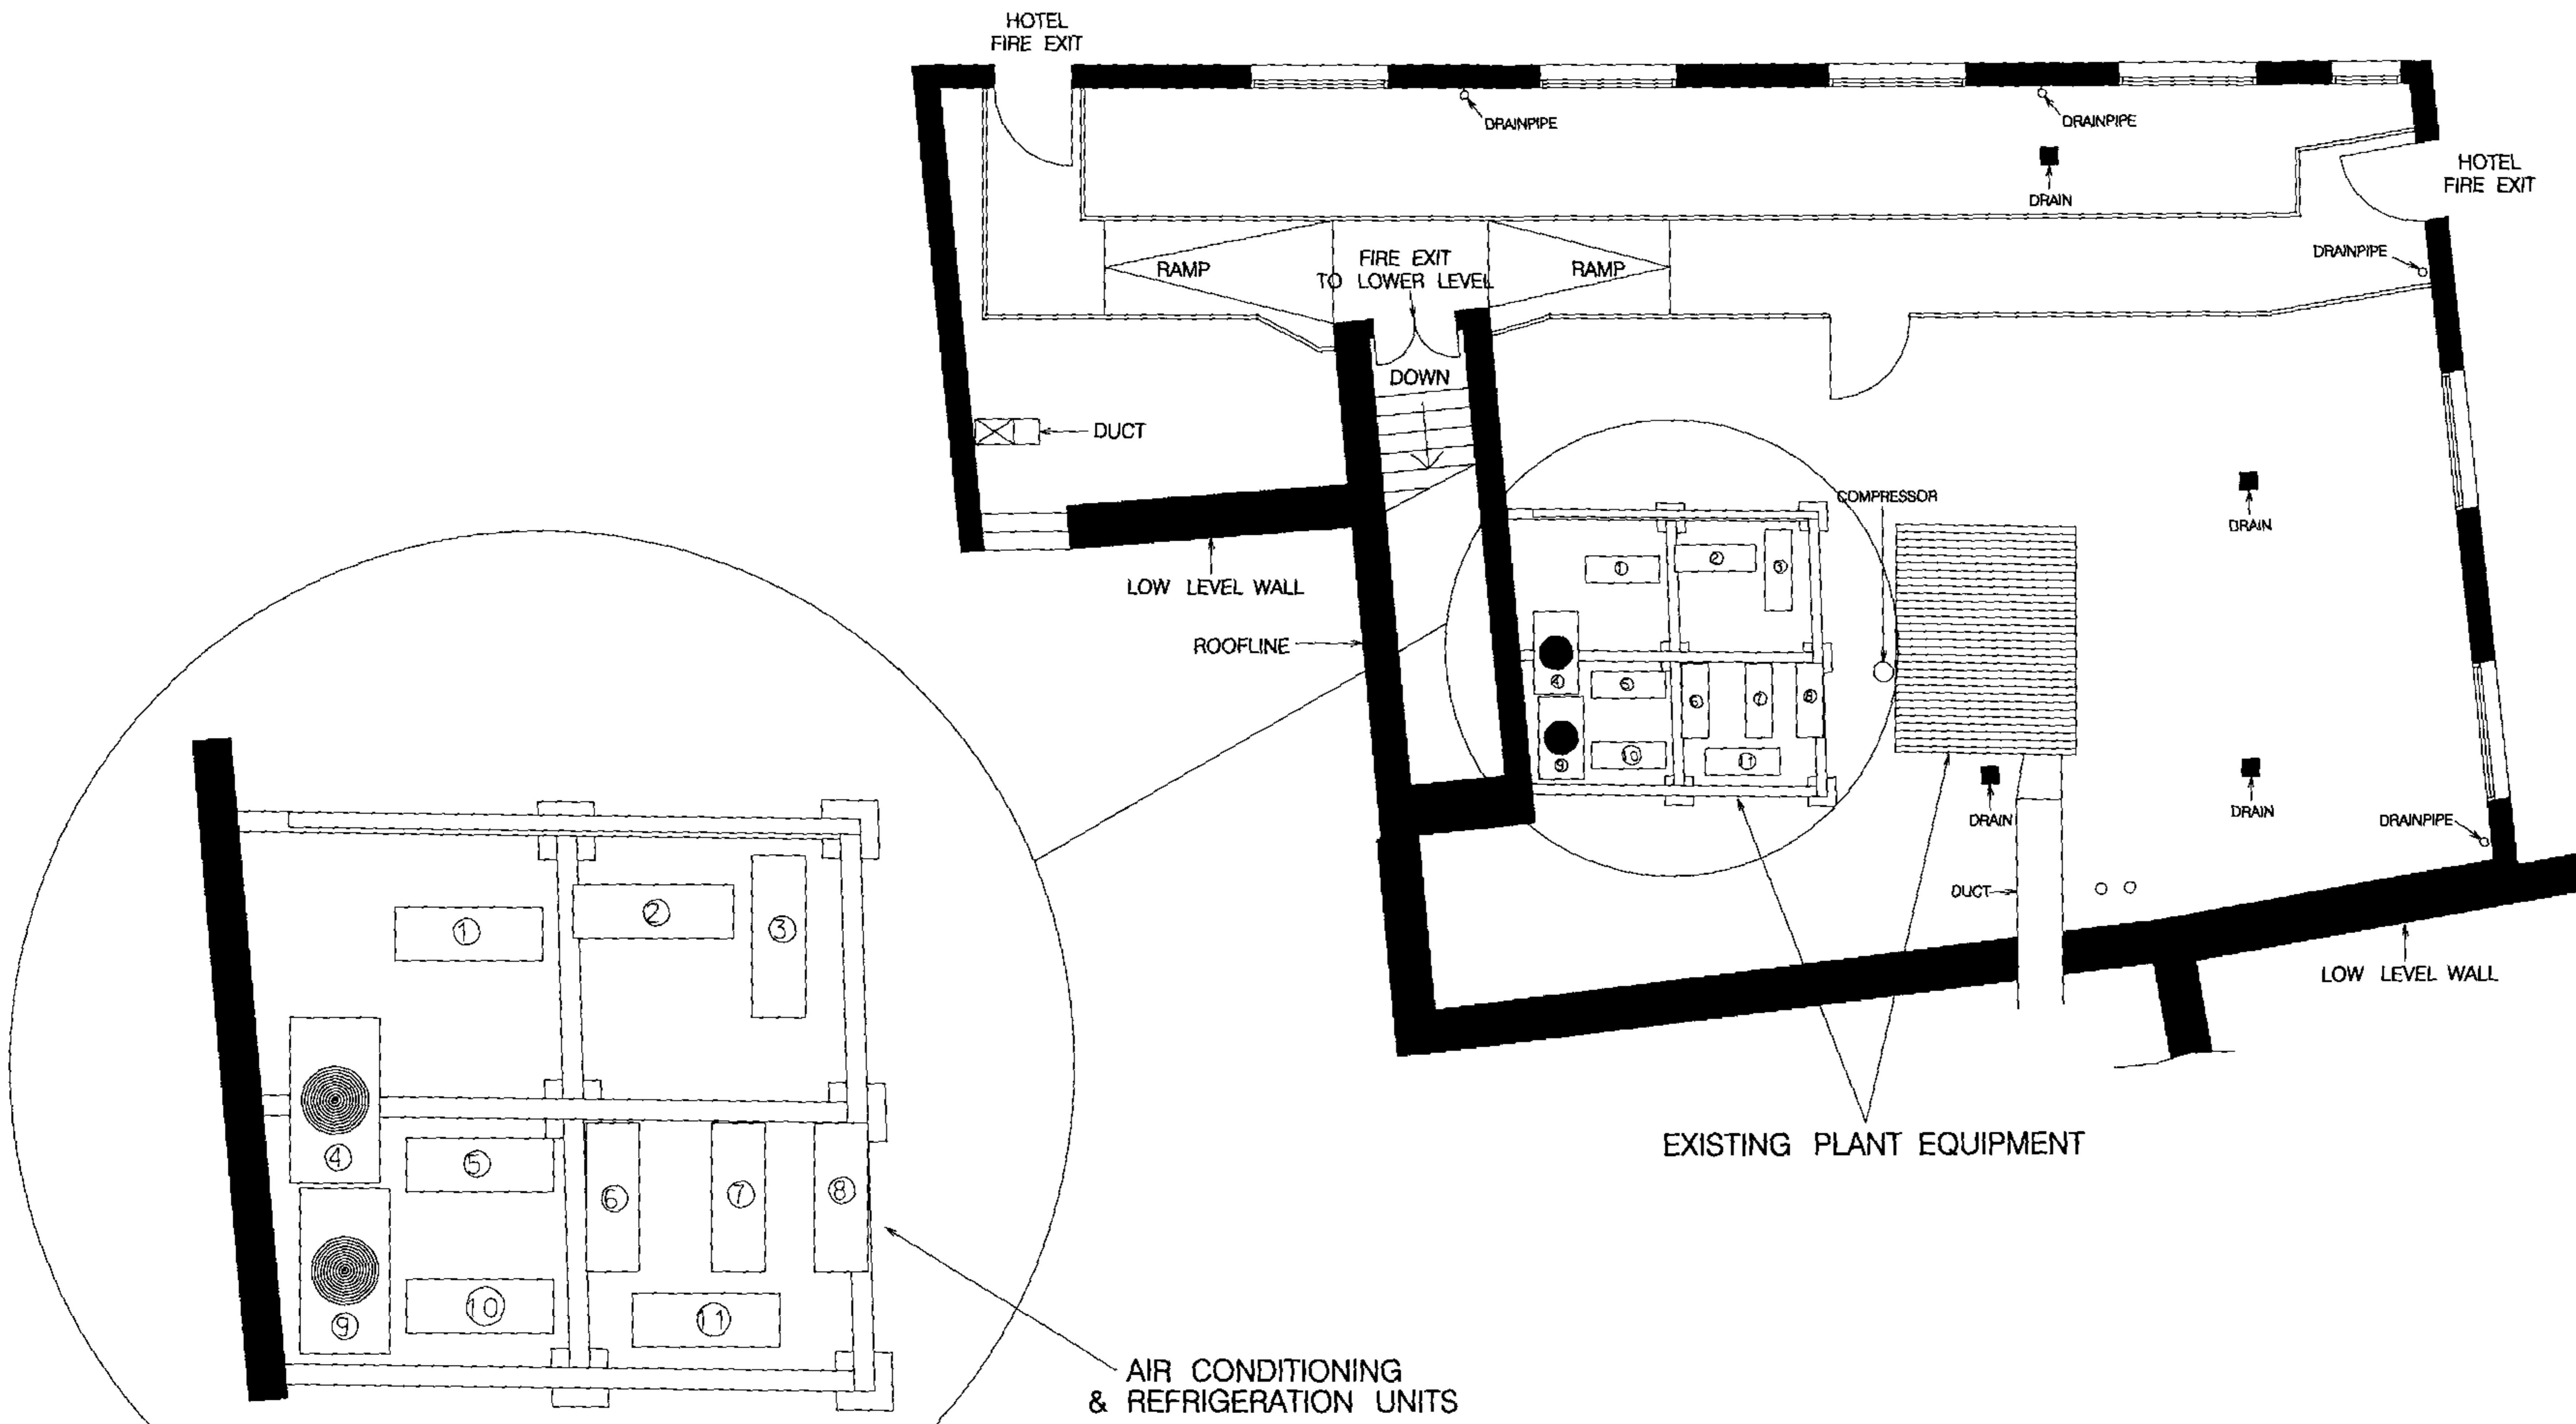 HOTEL
FIRE EXIT
DRAINPIPE
DRAINPIPE
HOTEL
FIRE EXIT
DRAIN
DRAINPIPE
RAMP
FIRE EXIT
TO LOWER LEVEL
RAMP
DOWN
DUCT
COMPRESSOR
DRAIN
LOW LEVEL WALL
ROOFLINE
1
2
3
4
5
6
7
8
9
10
11
DRAIN
DRAIN
DRAINPIPE
DUCT
LOW LEVEL WALL
EXISTING PLANT EQUIPMENT
1
2
3
4
5
6
7
8
9
10
11
AIR CONDITIONING
& REFRIGERATION UNITS